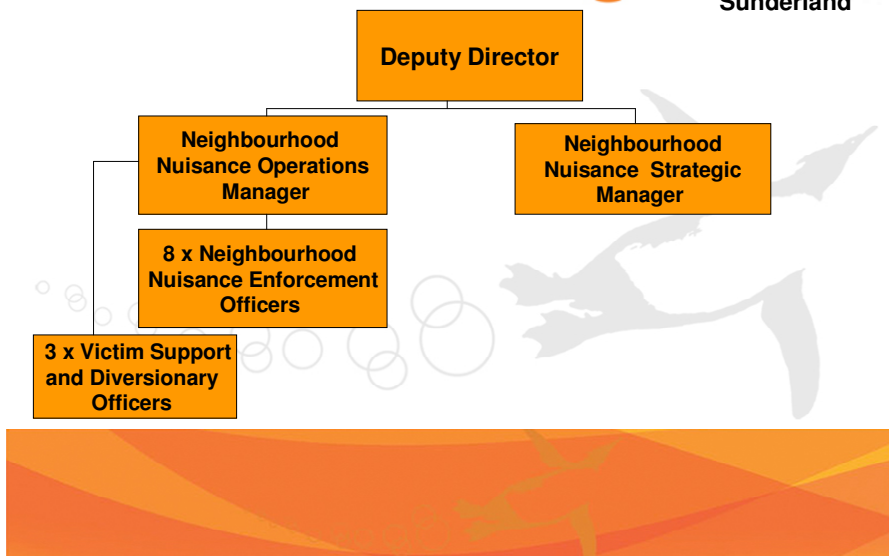 Sunderland
Deputy Director
Neighbourhood
Nuisance Operations
Manager
Neighbourhood
Nuisance Strategic
Manager
8 x Neighbourhood
Nuisance Enforcement
Officers
3 x Victim Support
and Diversionary
Officers